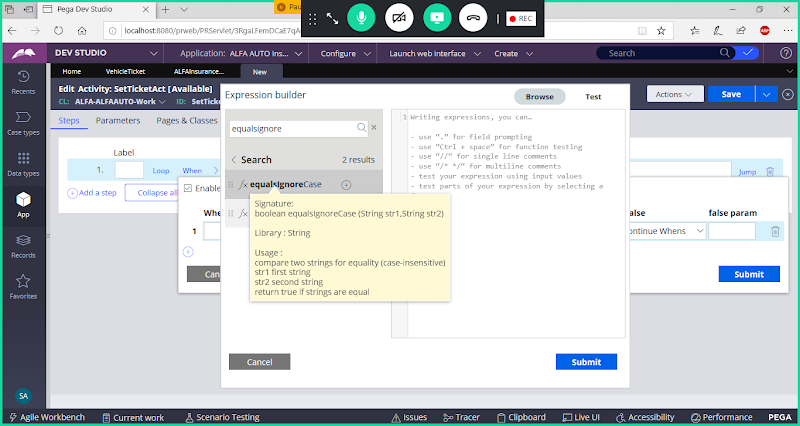 Pega Dev Studio
Pau
localhost:8080/prweb/PRServlet/3RgaLFemDCaE7qA
REC
DEV STUDIO
Application: ALFA AUTO Ins...
Configure
Launch web interface
Create
Search
Home
VehicleTicket
ALFAInsurance...
New
Recents
Case types
Data types
App
Records
Favorites
SA
Edit Activity: SetTicketAct [Available]
CL: ALFA-ALFAAUTO-Work
ID: SetTick
Actions
Save
Steps
Parameters
Pages & Classes
Label
1.
Loop
When
Jump
Add a step
Collapse all
Enable
Whe
alse
false param
1
ontinue Whens
Can
Submit
Expression builder
Browse
Test
equalsignore
Search
2 results
fx equalsIgnoreCase
fx
Signature:
boolean equalsIgnoreCase (String str1,String str2)
Library : String
Usage :
compare two strings for equality (case-insensitive)
str1 first string
str2 second string
return true if strings are equal
1
Writing expressions, you can…
- use “.” for field prompting
- use “Ctrl + space” for function testing
- use “//” for single line comments
- use “/* */” for multiline comments
- test your expression using input values
- test parts of your expression by selecting a
Cancel
Submit
Agile Workbench
Current work
Scenario Testing
Issues
Tracer
Clipboard
Live UI
Accessibility
Performance
PEGA